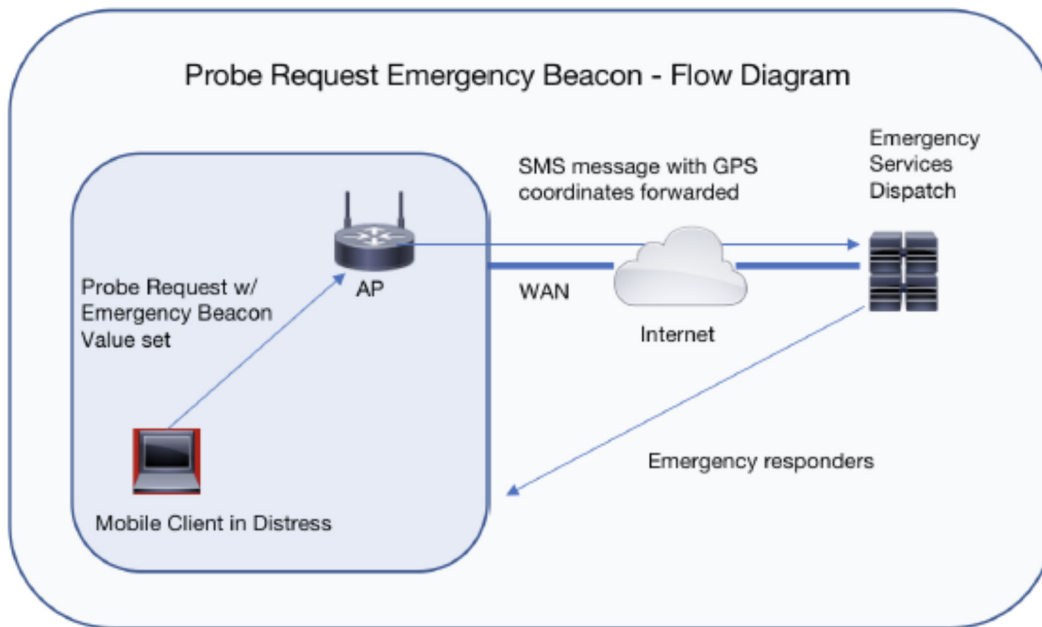 Probe Request Emergency Beacon - Flow Diagram
Emergency
Services
Dispatch
SMS message with GPS
coordinates forwarded
Probe Request w/
Emergency Beacon
Value set
AP
WAN
Internet
Emergency responders
Mobile Client in Distress